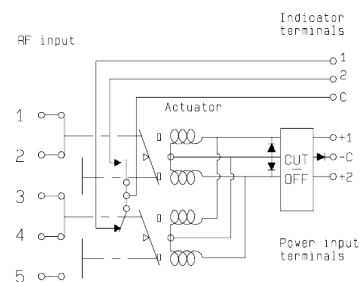 Indicator
terminals
RF input
1
2
C
Actuator
1
2
3
4
5
CUT
OFF
+1
-C
+2
Power input
terminals